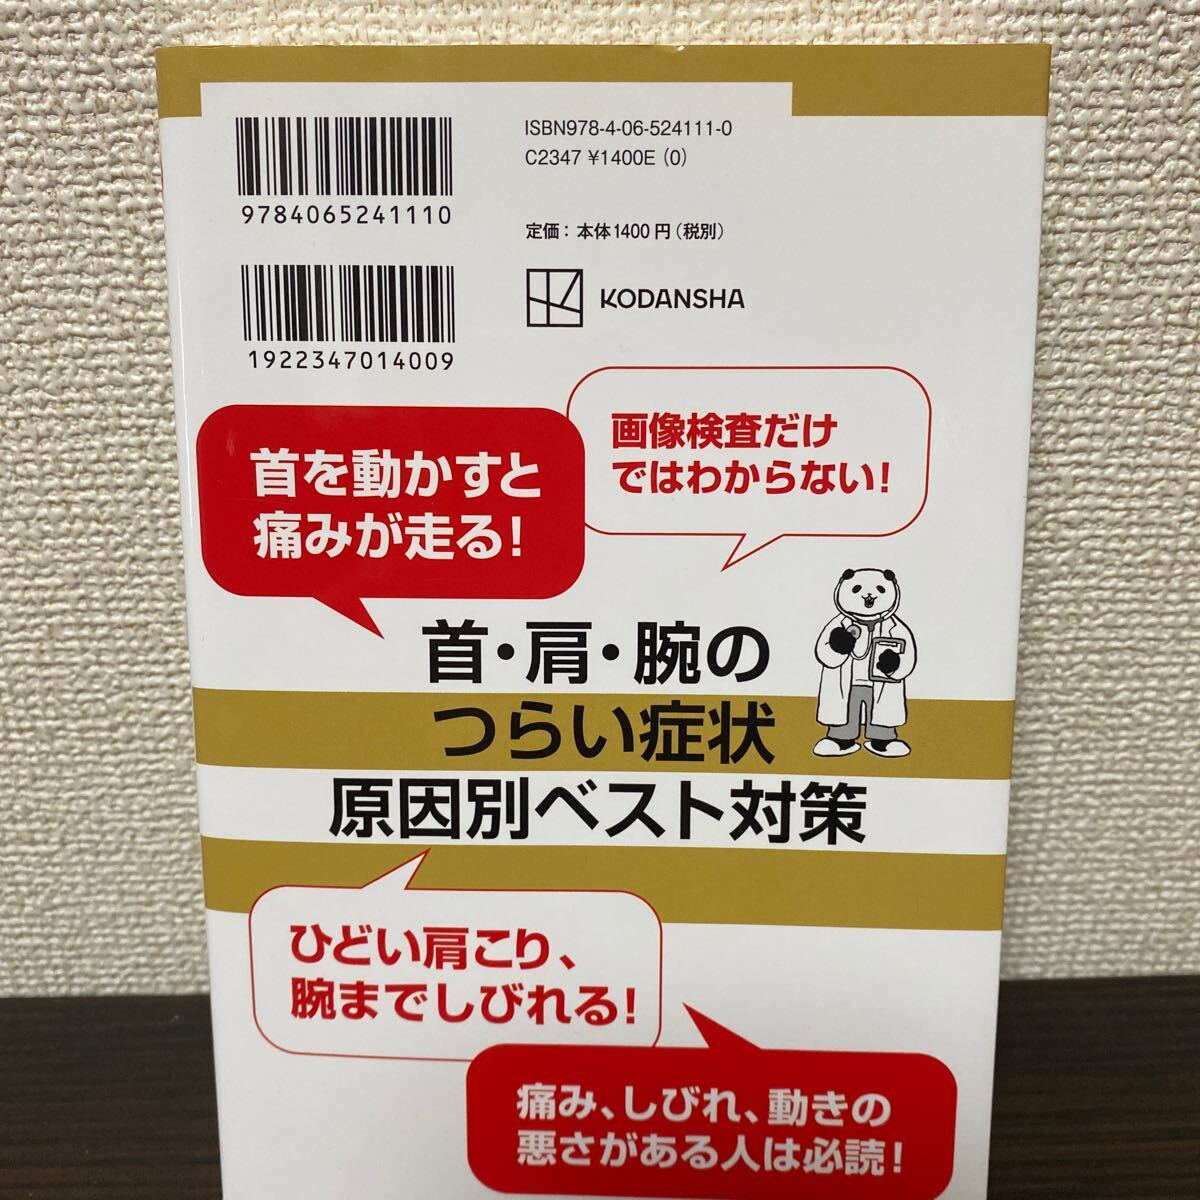 ISBN978-4-06-524111-0
C2347 ¥1400E (0)
9784065241110
定価：本体1400円（税別）
KODANSHA
1922347014009
画像検査だけ
ではわからない！
首を動かすと
痛みが走る！
首・肩・腕の
つらい症状
原因別ベスト対策
ひどい肩こり、
腕までしびれる！
痛み、しびれ、動きの
悪さがある人は必読！